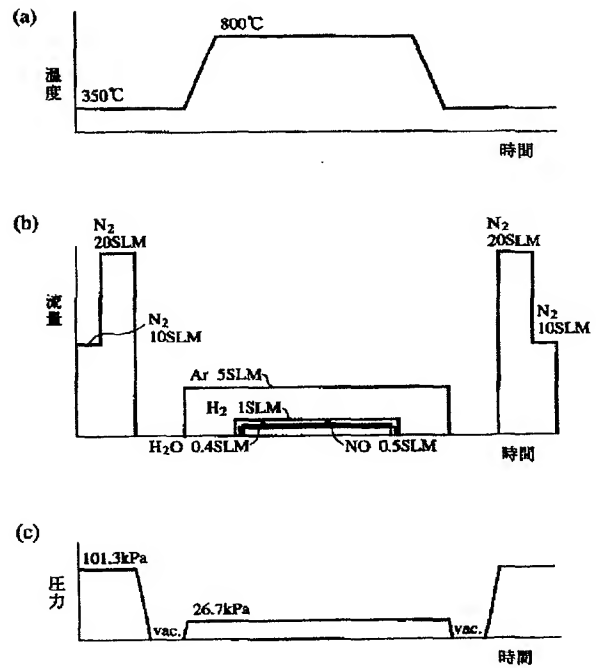 (a)
800℃
温度
350℃
時間
(b)
N2
20SLM
N2
20SLM
流量
N2
10SLM
N2
10SLM
Ar 5SLM
H2 1SLM
H2O 0.4SLM
NO 0.5SLM
時間
(c)
101.3kPa
圧力
26.7kPa
vac.
vac.
時間